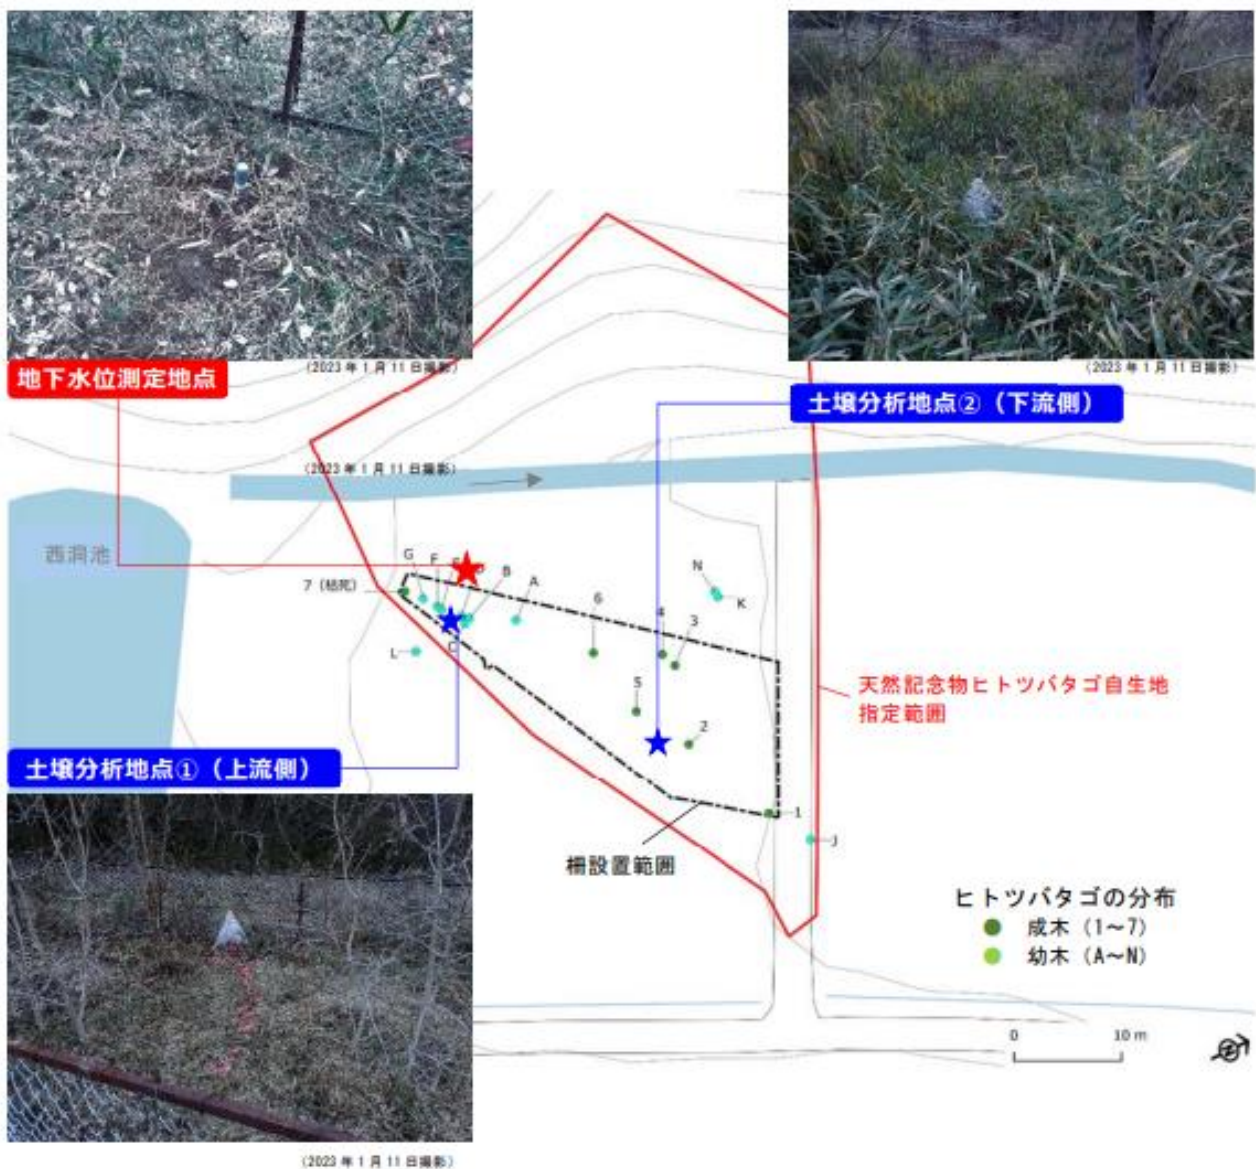 (2023年1月11日撮影)
(2023年1月11日撮影)
地下水位測定地点
土壌分析地点②(下流側)
(2023年1月11日撮影)
西洞池
G
F
B
A
N
K
7(枯死)
6
4
3
L
C
5
2
天然記念物ヒトツバタゴ自生地
指定範囲
土壌分析地点①(上流側)
1
J
柵設置範囲
ヒトツバタゴの分布
成木(1~7)
幼木(A~N)
0
10 m
(2023年1月11日撮影)